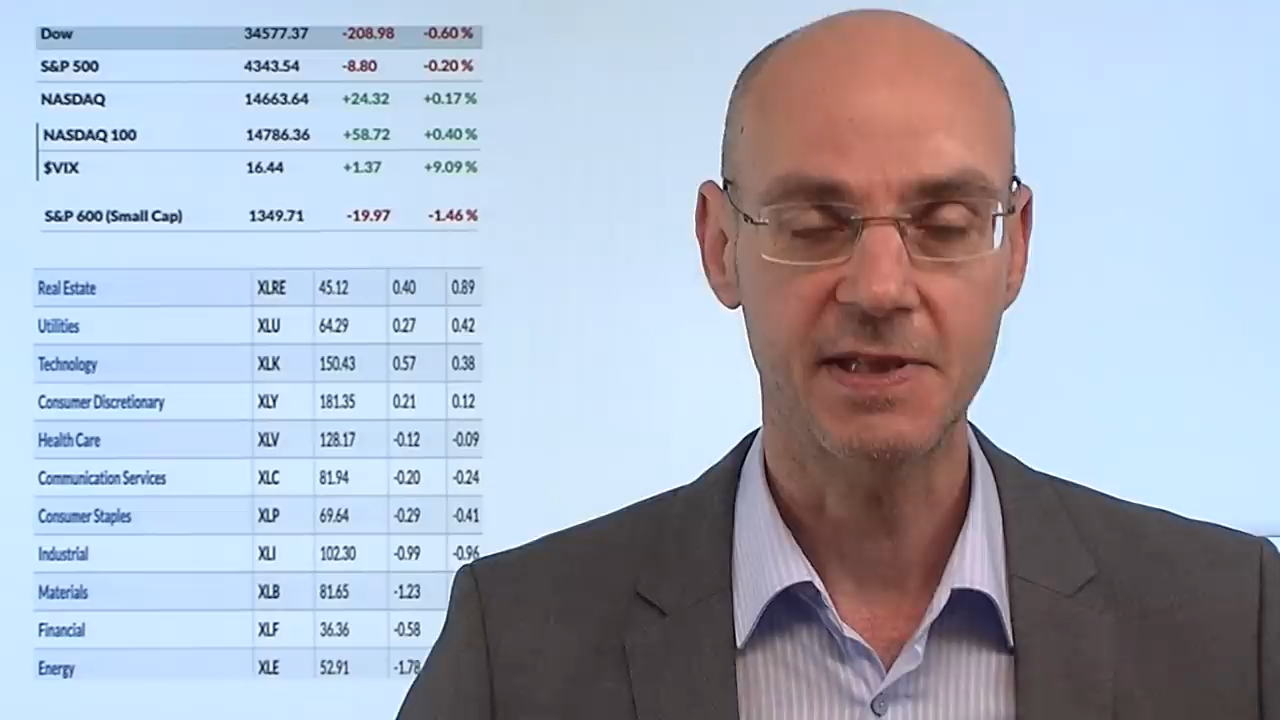 Dow 34577.37 -208.98 -0.60 %
S&P 500 4343.54 -8.80 -0.20 %
NASDAQ 14663.64 +24.32 +0.17 %
NASDAQ 100 14786.36 +58.72 +0.40 %
$VIX 16.44 +1.37 +9.09 %
S&P 600 (Small Cap) 1349.71 -19.97 -1.46 %
Real Estate XLRE 45.12 0.40 0.89
Utilities XLU 64.29 0.27 0.42
Technology XLK 150.43 0.57 0.38
Consumer Discretionary XLY 181.35 0.21 0.12
Health Care XLV 128.17 -0.12 -0.09
Communication Services XLC 81.94 -0.20 -0.24
Consumer Staples XLP 69.64 -0.29 -0.41
Industrial XLI 102.30 -0.99 -0.96
Materials XLB 81.65 -1.23
Financial XLF 36.36 -0.58
Energy XLE 52.91 -1.78